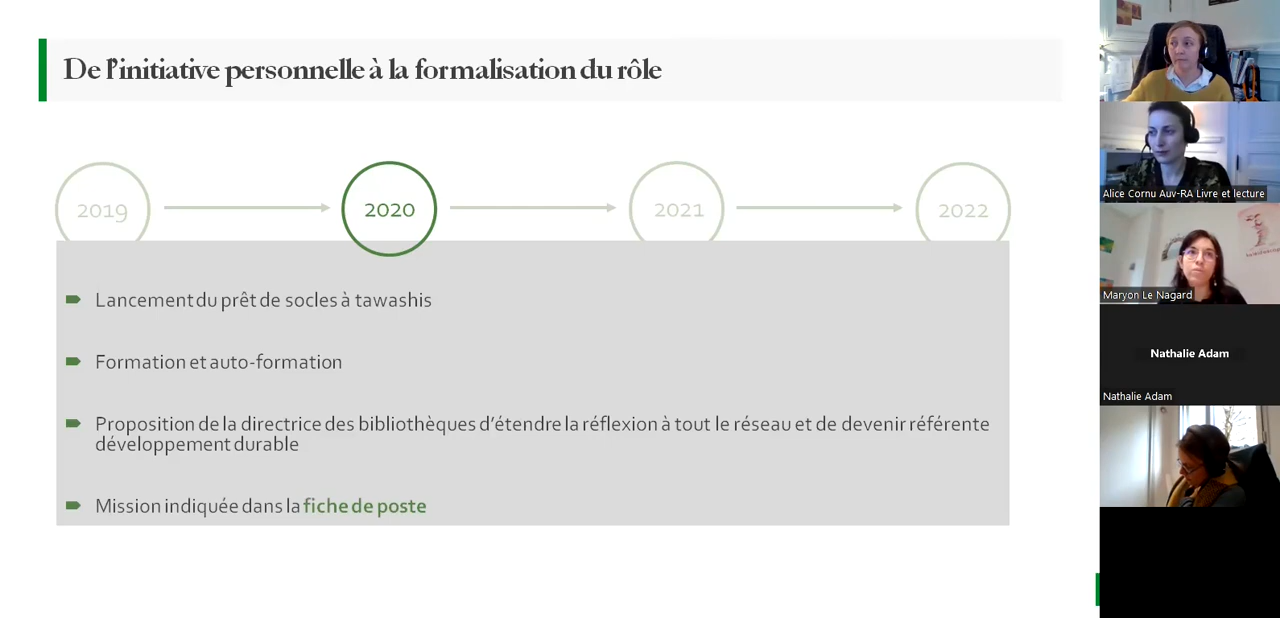 De l'initiative personnelle à la formalisation du rôle
2019
2020
2021
2022
Lancement du prêt de socles à tawashis
Formation et auto-formation
Proposition de la directrice des bibliothèques d'étendre la réflexion à tout le réseau et de devenir référente
développement durable
Mission indiquée dans la fiche de poste
Alice Cornu Auv-RA Livre et lecture
Maryon Le Nagard
Nathalie Adam
Nathalie Adam